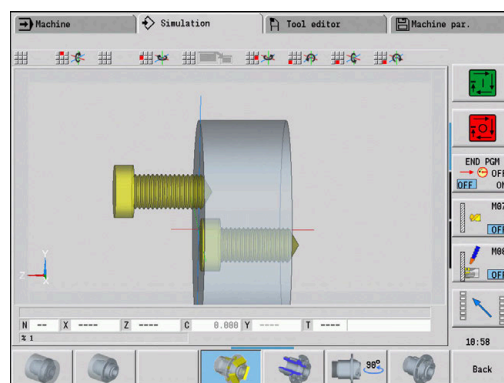 Machine
Simulation
Tool editor
Machine par.
END PGM
OFF
OFF ON
M07
OFF
OFF
Y
Z X
N -- X ---- Z ---- C 0.000 Y ---- T ----
% 1
10:58
90°
Back